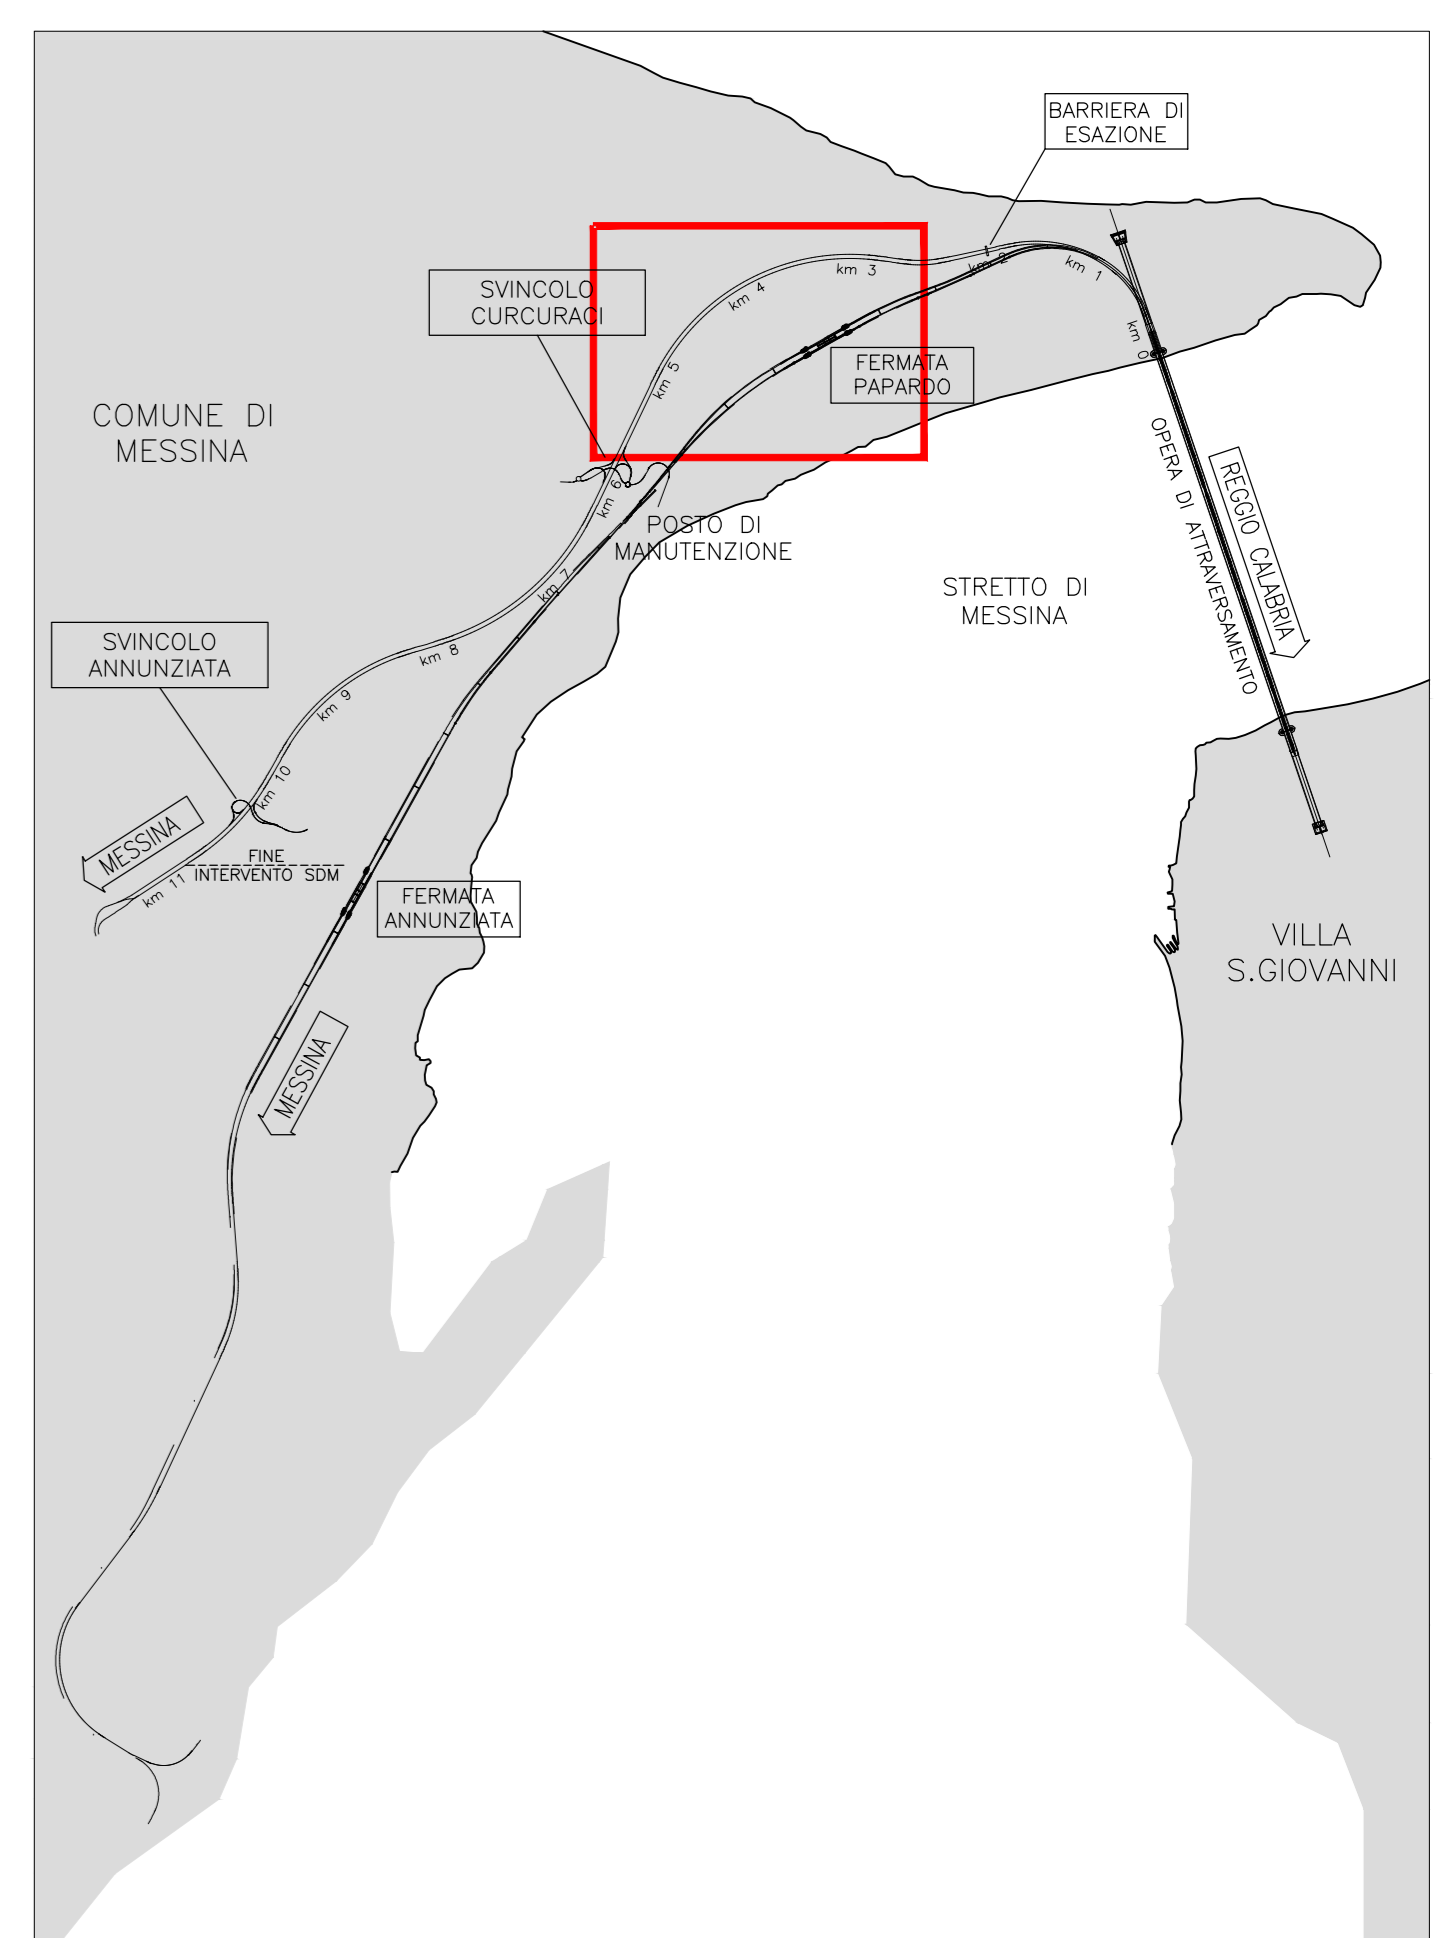 BARRIERA DI
ESAZIONE
SVINCOLO
CURCURACI
km 4
km 3
km 2
km 1
km 0
km 5
FERMATA
PAPARDO
COMUNE DI
MESSINA
OPERA DI ATTRAVERSAMENTO
REGGIO CALABRIA
km 6
POSTO DI
MANUTENZIONE
km 7
STRETTO DI
MESSINA
SVINCOLO
ANNUNZIATA
km 8
km 9
km 10
MESSINA
FINE
INTERVENTO SDM
km 11
FERMATA
ANNUNZIATA
VILLA
S.GIOVANNI
MESSINA